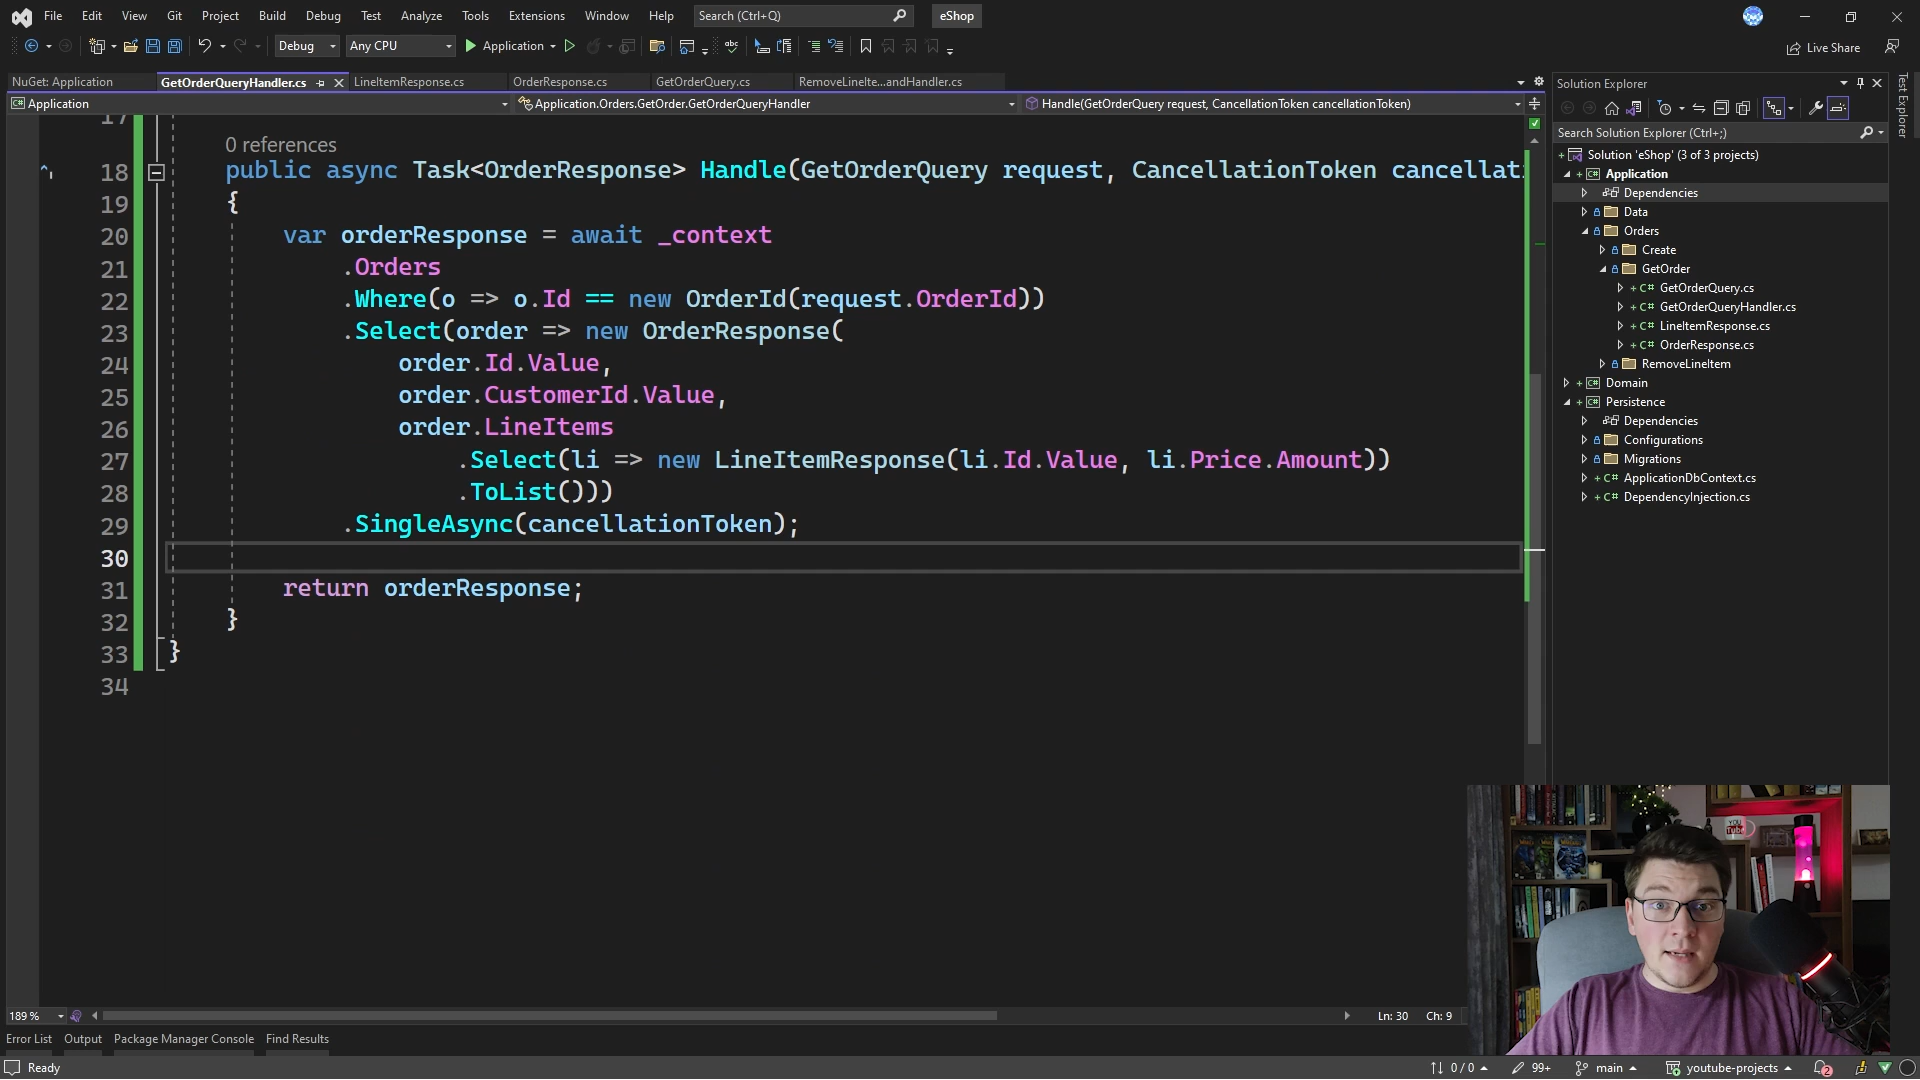 File Edit View Git Project Build Debug Test Analyze Tools Extensions Window Help Search (Ctrl+Q) eShop
Debug Any CPU Application Live Share
NuGet: Application GetOrderQueryHandler.cs LineItemResponse.cs OrderResponse.cs GetOrderQuery.cs RemoveLineIte...andHandler.cs
Application Application.Orders.GetOrder.GetOrderQueryHandler Handle(GetOrderQuery request, CancellationToken cancellationToken)
17
0 references
18 public async Task<OrderResponse> Handle(GetOrderQuery request, CancellationToken cancellati
19 {
20 var orderResponse = await _context
21 .Orders
22 .Where(o => o.Id == new OrderId(request.OrderId))
23 .Select(order => new OrderResponse(
24 order.Id.Value,
25 order.CustomerId.Value,
26 order.LineItems
27 .Select(li => new LineItemResponse(li.Id.Value, li.Price.Amount))
28 .ToList()))
29 .SingleAsync(cancellationToken);
30
31 return orderResponse;
32 }
33 }
34
189 % Ln: 30 Ch: 9
Error List Output Package Manager Console Find Results
Ready 0 / 0 99+ main youtube-projects 2
Solution Explorer
Search Solution Explorer (Ctrl+;)
Solution 'eShop' (3 of 3 projects)
Application
Dependencies
Data
Orders
Create
GetOrder
C# GetOrderQuery.cs
C# GetOrderQueryHandler.cs
C# LineItemResponse.cs
C# OrderResponse.cs
RemoveLineItem
Domain
Persistence
Dependencies
Configurations
Migrations
C# ApplicationDbContext.cs
C# DependencyInjection.cs
Test Explorer
YOU
Tube